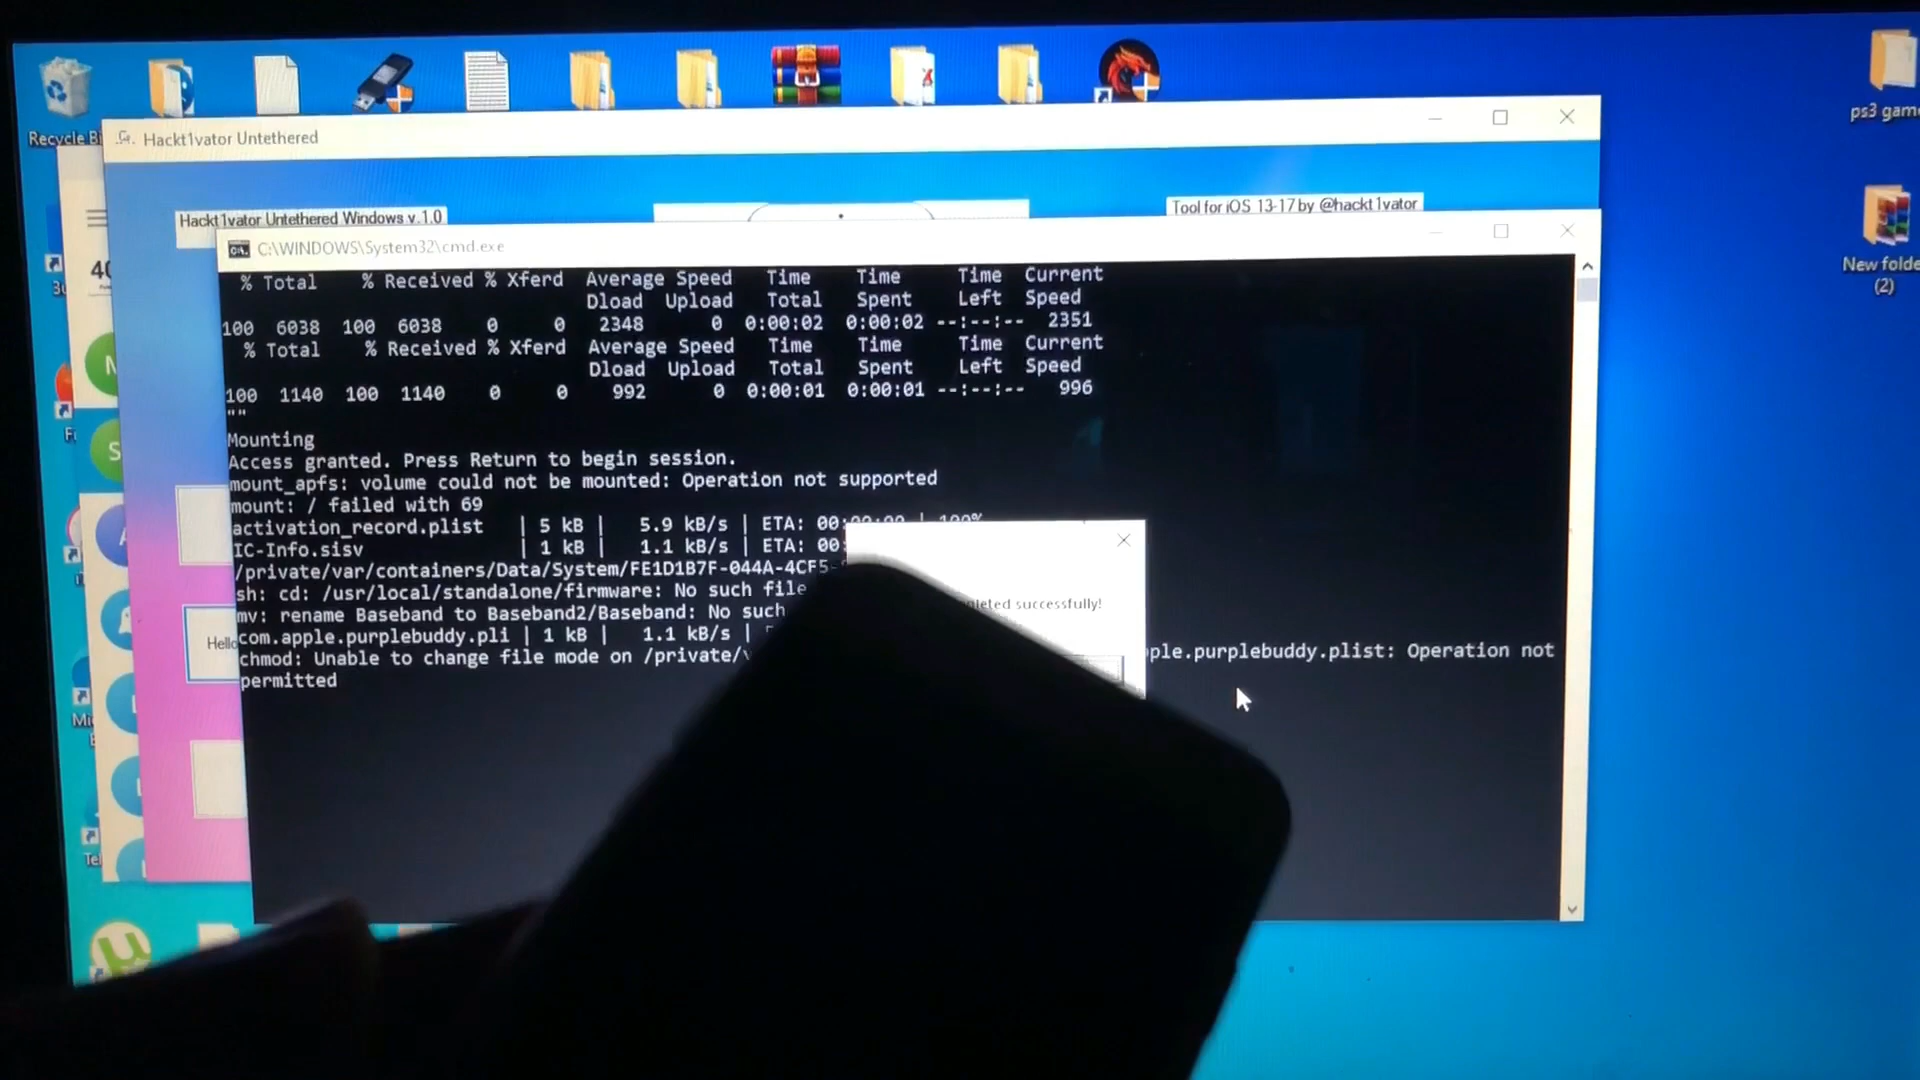 Recycle Bi
ps3 gam
New folde
(2)
Hackt1vator Untethered
Hackt1vator Untethered Windows v.1.0
Tool for iOS 13-17 by @hackt1vator
C:\WINDOWS\System32\cmd.exe
% Total % Received % Xferd Average Speed Time Time Time Current
Dload Upload Total Spent Left Speed
100 6038 100 6038 0 0 2348 0 0:00:02 0:00:02 --:--:-- 2351
% Total % Received % Xferd Average Speed Time Time Time Current
Dload Upload Total Spent Left Speed
100 1140 100 1140 0 0 992 0 0:00:01 0:00:01 --:--:-- 996
""
Mounting
Access granted. Press Return to begin session.
mount_apfs: volume could not be mounted: Operation not supported
mount: / failed with 69
activation_record.plist | 5 kB | 5.9 kB/s | ETA: 00:00:00 | 100%
IC-Info.sisv | 1 kB | 1.1 kB/s | ETA: 00:
/private/var/containers/Data/System/FE1D1B7F-044A-4CF5-
sh: cd: /usr/local/standalone/firmware: No such file
mv: rename Baseband to Baseband2/Baseband: No such
com.apple.purplebuddy.pli | 1 kB | 1.1 kB/s |
chmod: Unable to change file mode on /private/ ple.purplebuddy.plist: Operation not
permitted
successfully!
Hello
40
N
S
A
L
L
L
Mi
Te